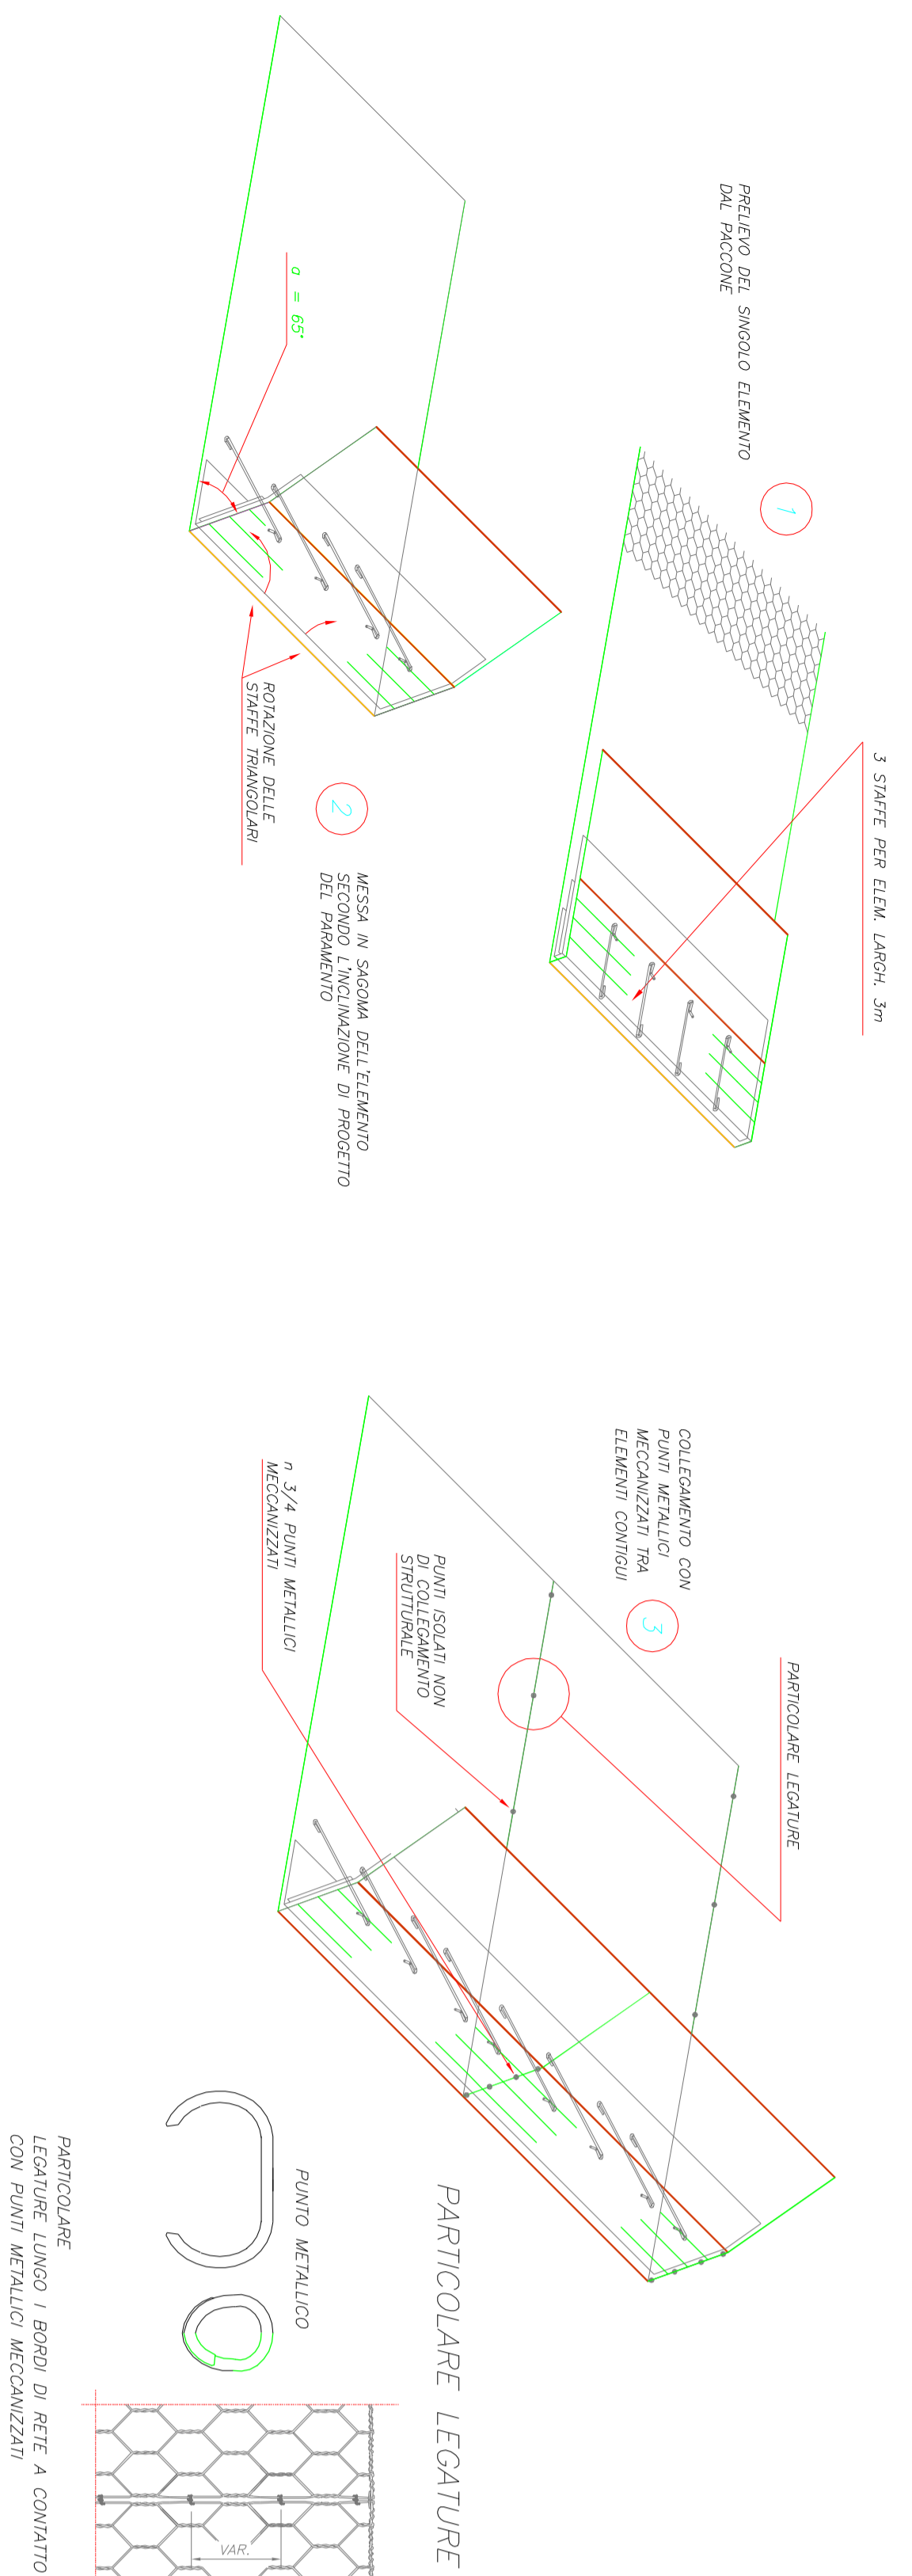 PRELIEVO DEL SINGOLO ELEMENTO
DAL PACCONE
1
3 STAFFE PER ELEM. LARGH. 3m
α = 65°
ROTAZIONE DELLE
STAFFE TRIANGOLARI
2
MESSA IN SAGOMA DELL'ELEMENTO
SECONDO L'INCLINAZIONE DI PROGETTO
DEL PARAMENTO
COLLEGAMENTO CON
PUNTI METALLICI
MECCANIZZATI TRA
ELEMENTI CONTIGUI
3
PARTICOLARE LEGATURE
PUNTI ISOLATI NON
DI COLLEGAMENTO
STRUTTURALE
n 3/4 PUNTI METALLICI
MECCANIZZATI
PARTICOLARE LEGATURE
PUNTO METALLICO
VAR.
PARTICOLARE
LEGATURE LUNGO I BORDI DI RETE A CONTATTO
CON PUNTI METALLICI MECCANIZZATI